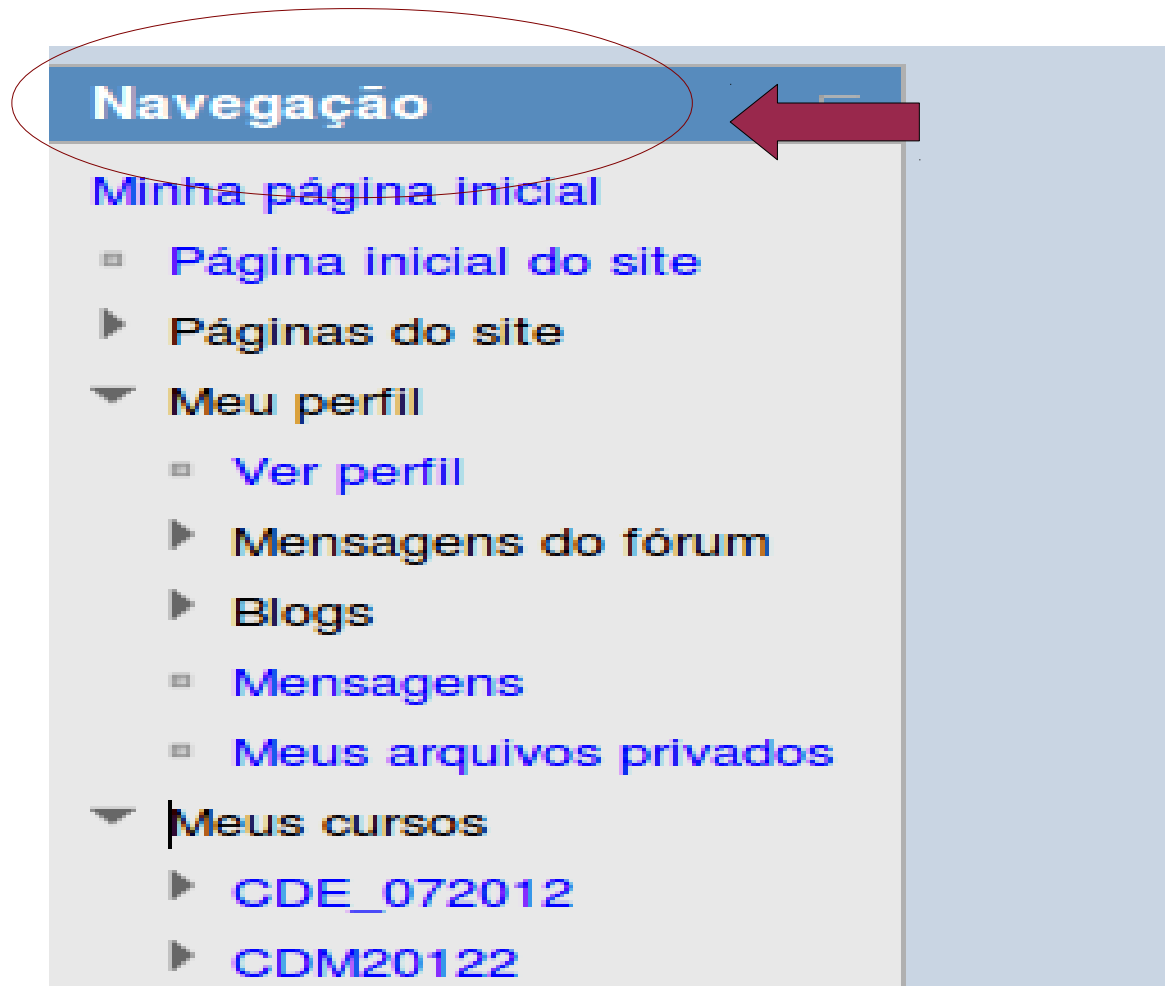 Navegação
Minha página inicial
Página inicial do site
Páginas do site
Meu perfil
Ver perfil
Mensagens do fórum
Blogs
Mensagens
Meus arquivos privados
Meus cursos
CDE_072012
CDM20122